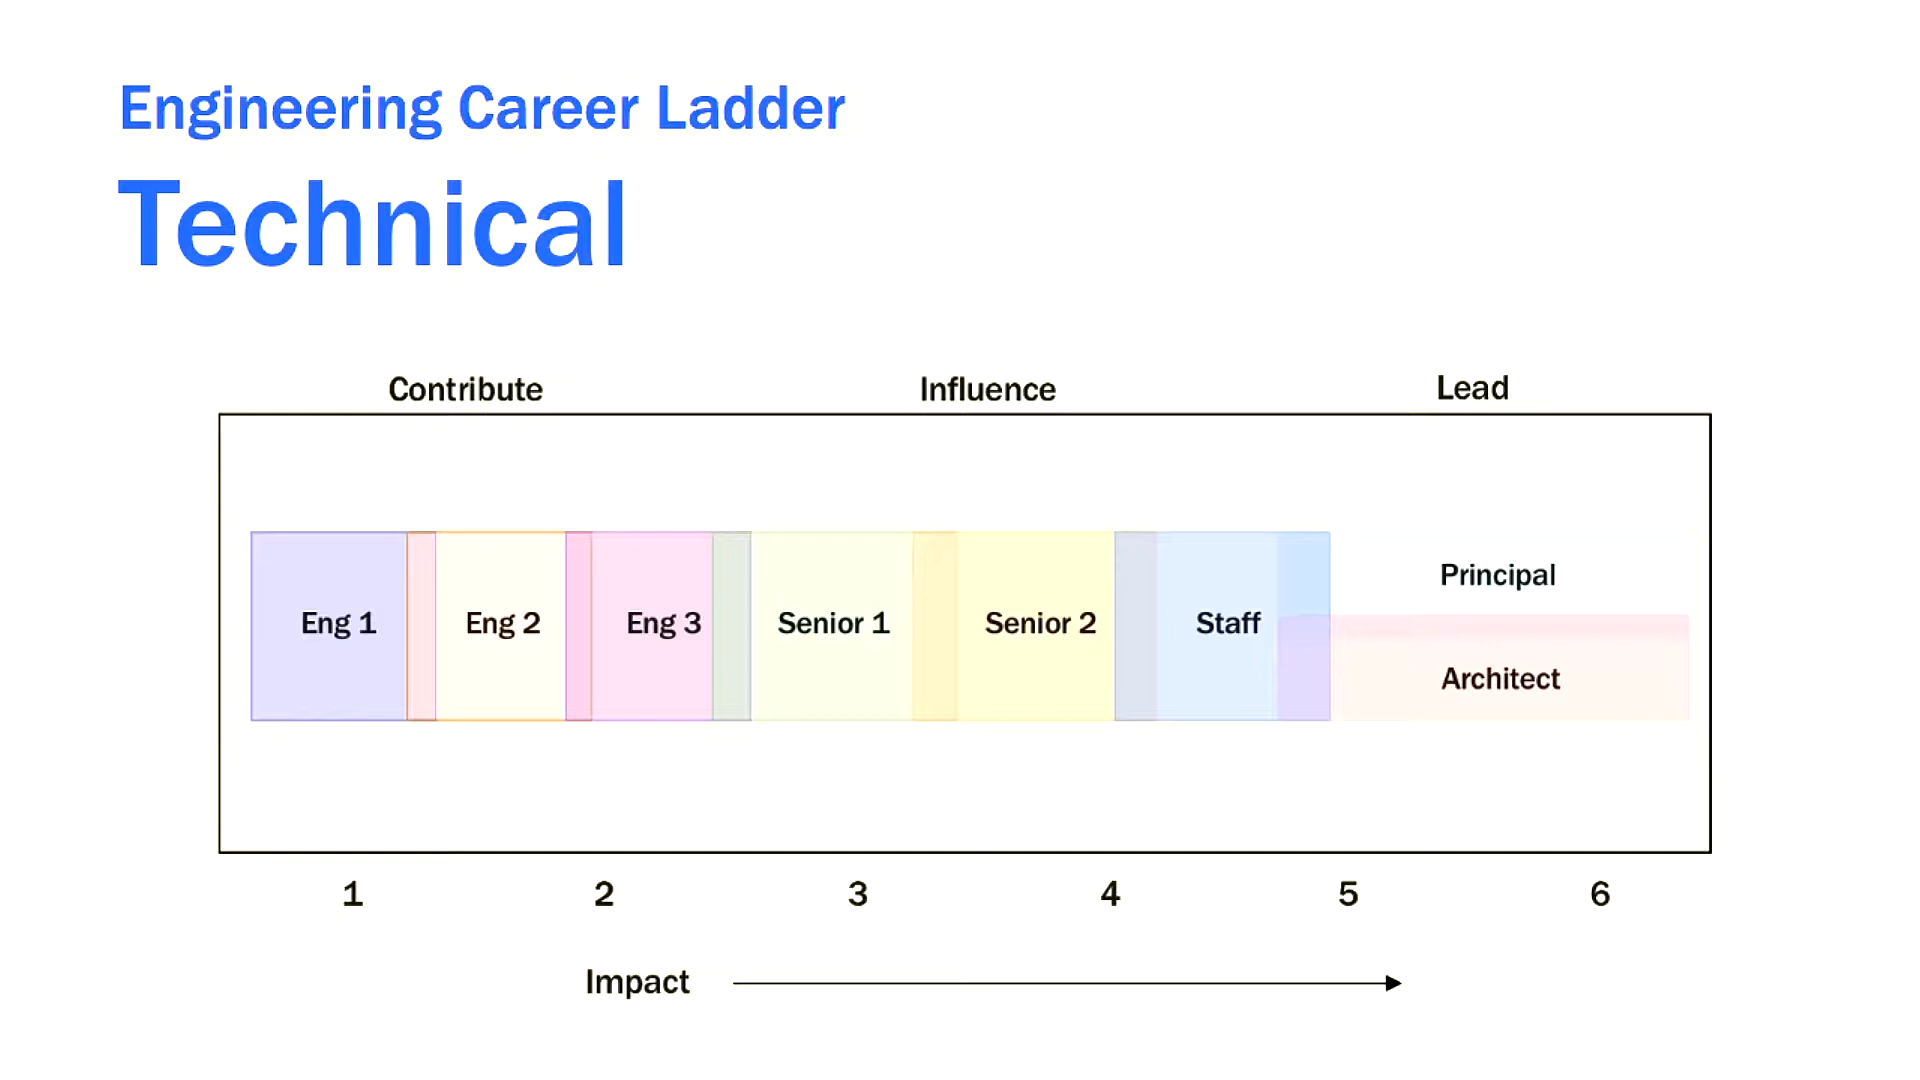 Engineering Career Ladder
Technical
Contribute Influence Lead
Eng 1 Eng 2 Eng 3 Senior 1 Senior 2 Staff
Principal
Architect
1 2 3 4 5 6
Impact